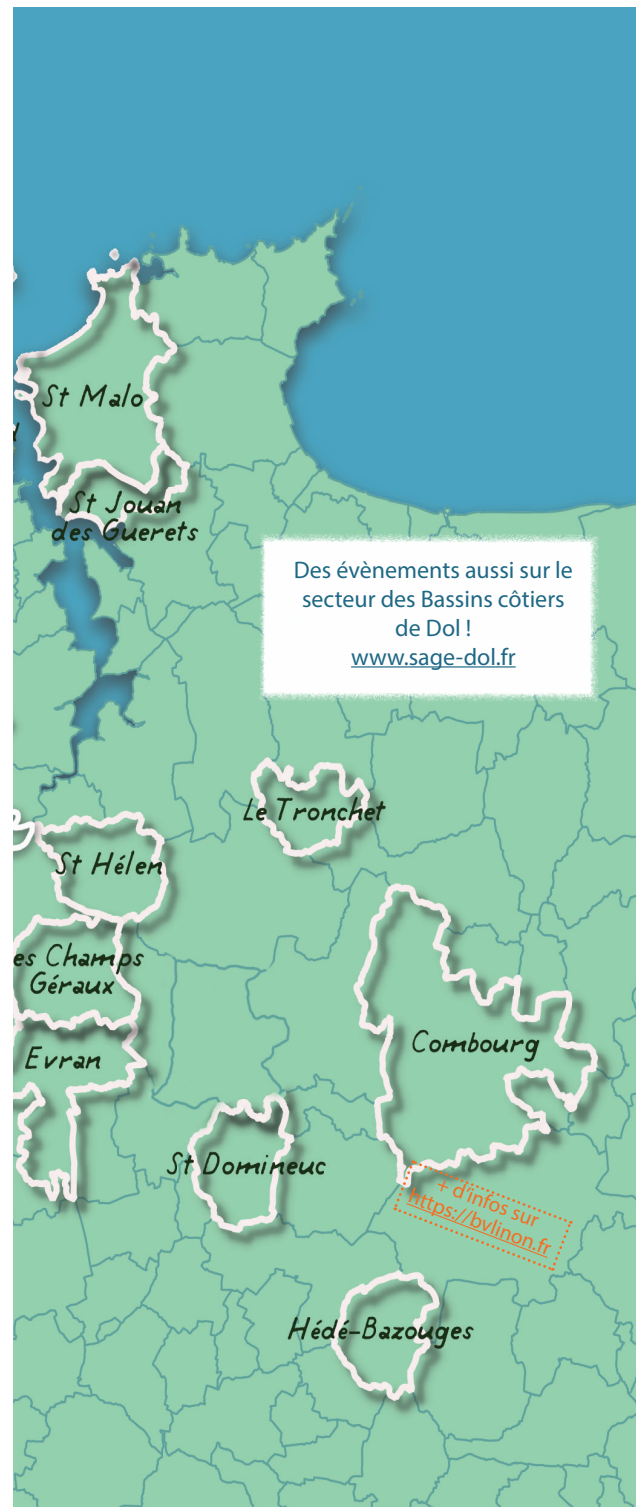 St Malo
d
St Jouan
des Guerets
Des évènements aussi sur le
secteur des Bassins côtiers
de Dol !
www.sage-dol.fr
Le Tronchet
St Hélen
es Champs
Géraux
Combourg
Evran
St Domineuc
+ d'infos sur
https://bvlinon.fr
Hédé-Bazouges